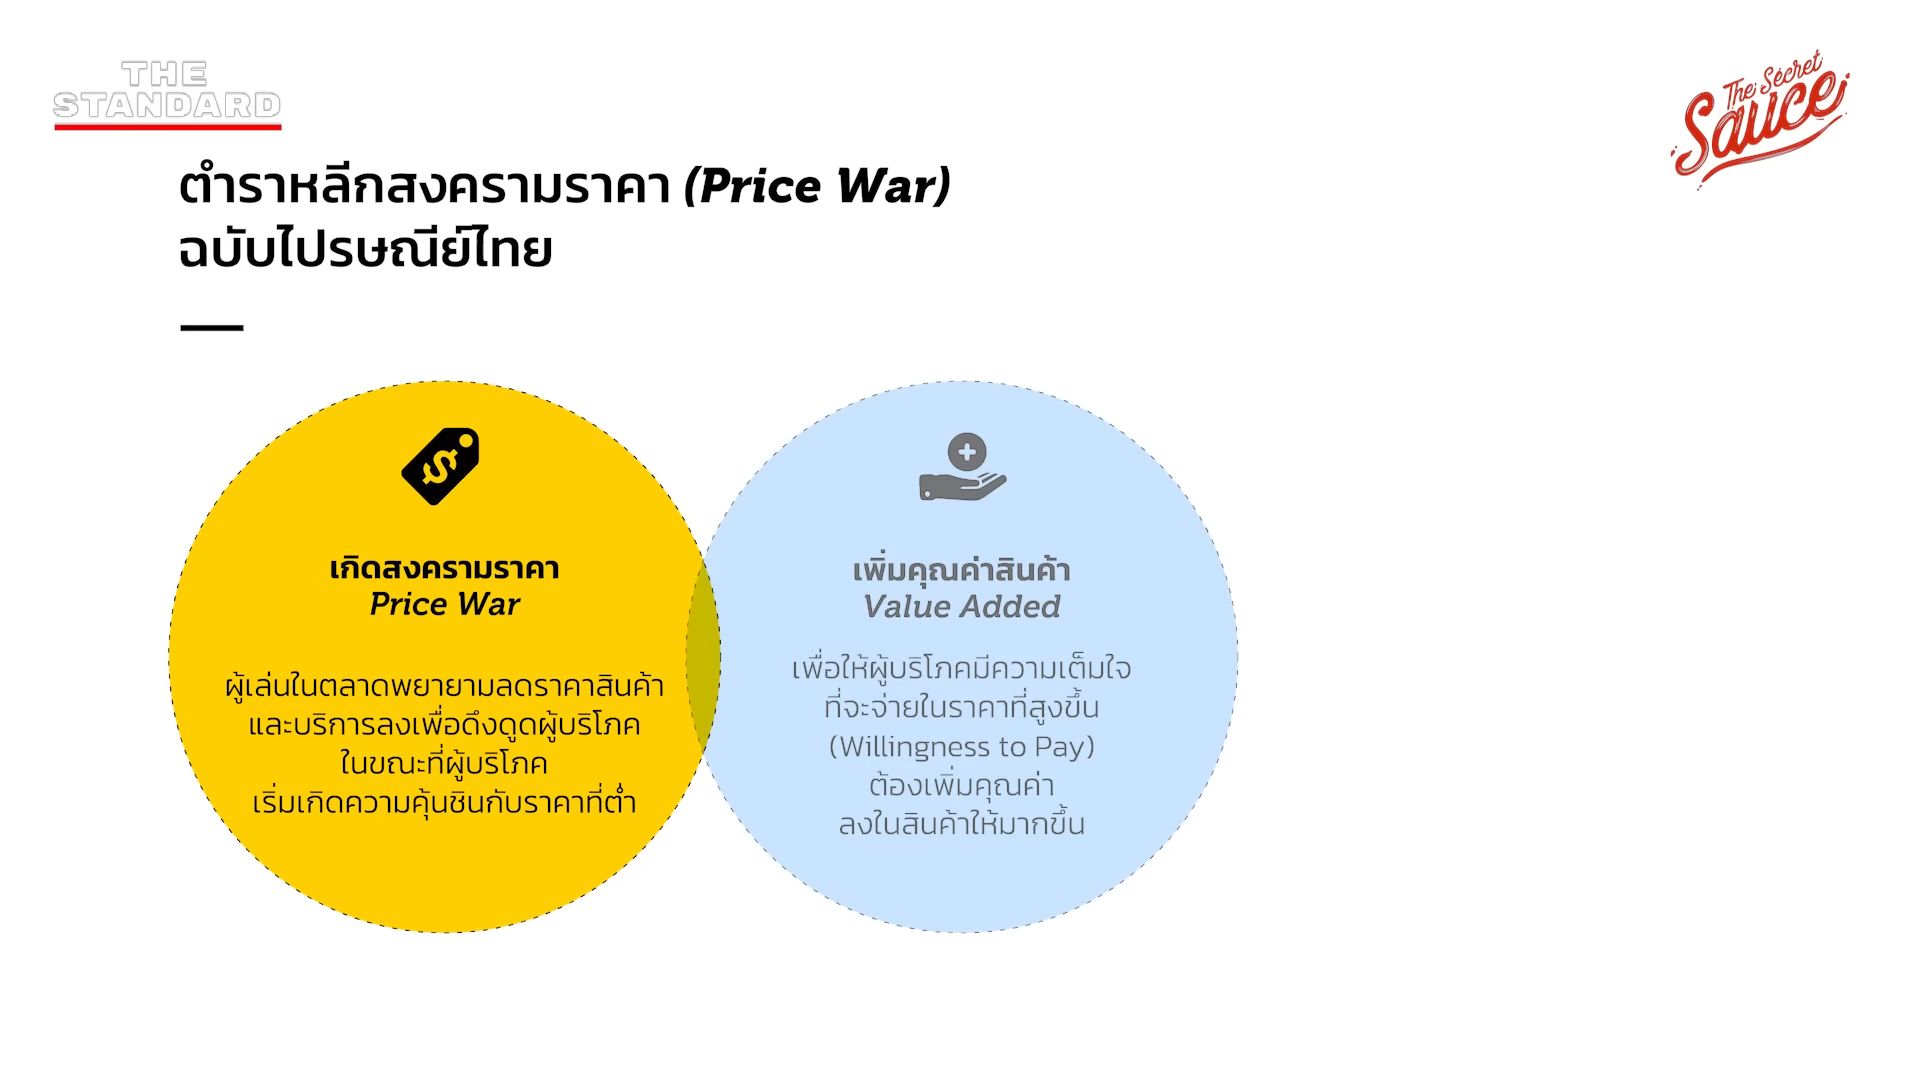 THE
STANDARD
The Secret
Sauce
ตำราหลีกสงครามราคา (Price War)
ฉบับไปรษณีย์ไทย
เกิดสงครามราคา
Price War
ผู้เล่นในตลาดพยายามลดราคาสินค้า
และบริการลงเพื่อดึงดูดผู้บริโภค
ในขณะที่ผู้บริโภค
เริ่มเกิดความคุ้นชินกับราคาที่ต่ำ
เพิ่มคุณค่าสินค้า
Value Added
เพื่อให้ผู้บริโภคมีความเต็มใจ
ที่จะจ่ายในราคาที่สูงขึ้น
(Willingness to Pay)
ต้องเพิ่มคุณค่า
ลงในสินค้าให้มากขึ้น